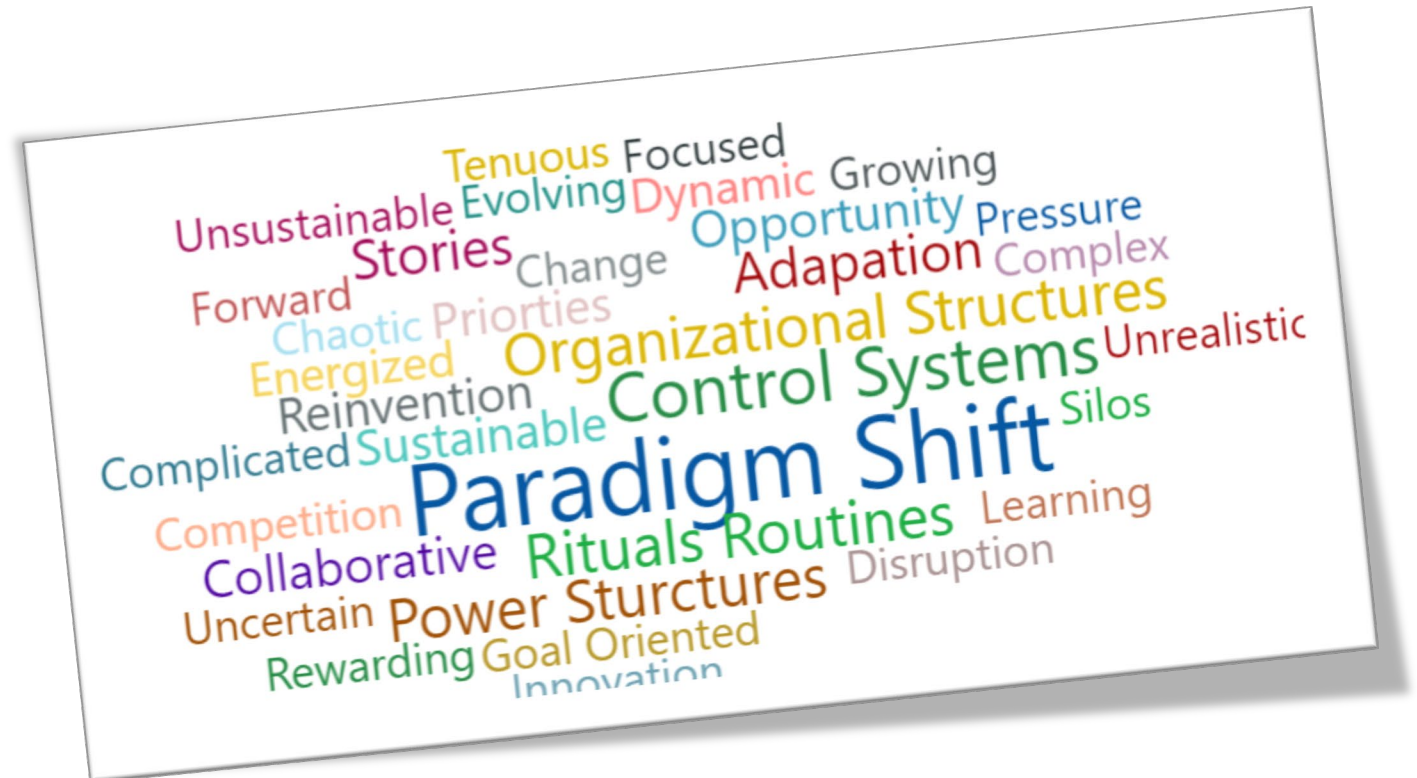 Tenuous Focused
Unsustainable Evolving Dynamic Growing
Stories Change Opportunity Pressure
Forward Adapation Complex
Chaotic Priorties
Energized Organizational Structures
Reinvention Control Systems Unrealistic
Complicated Sustainable Silos
Paradigm Shift
Competition Learning
Collaborative Rituals Routines
Uncertain Power Sturctures Disruption
Rewarding Goal Oriented
Innovation